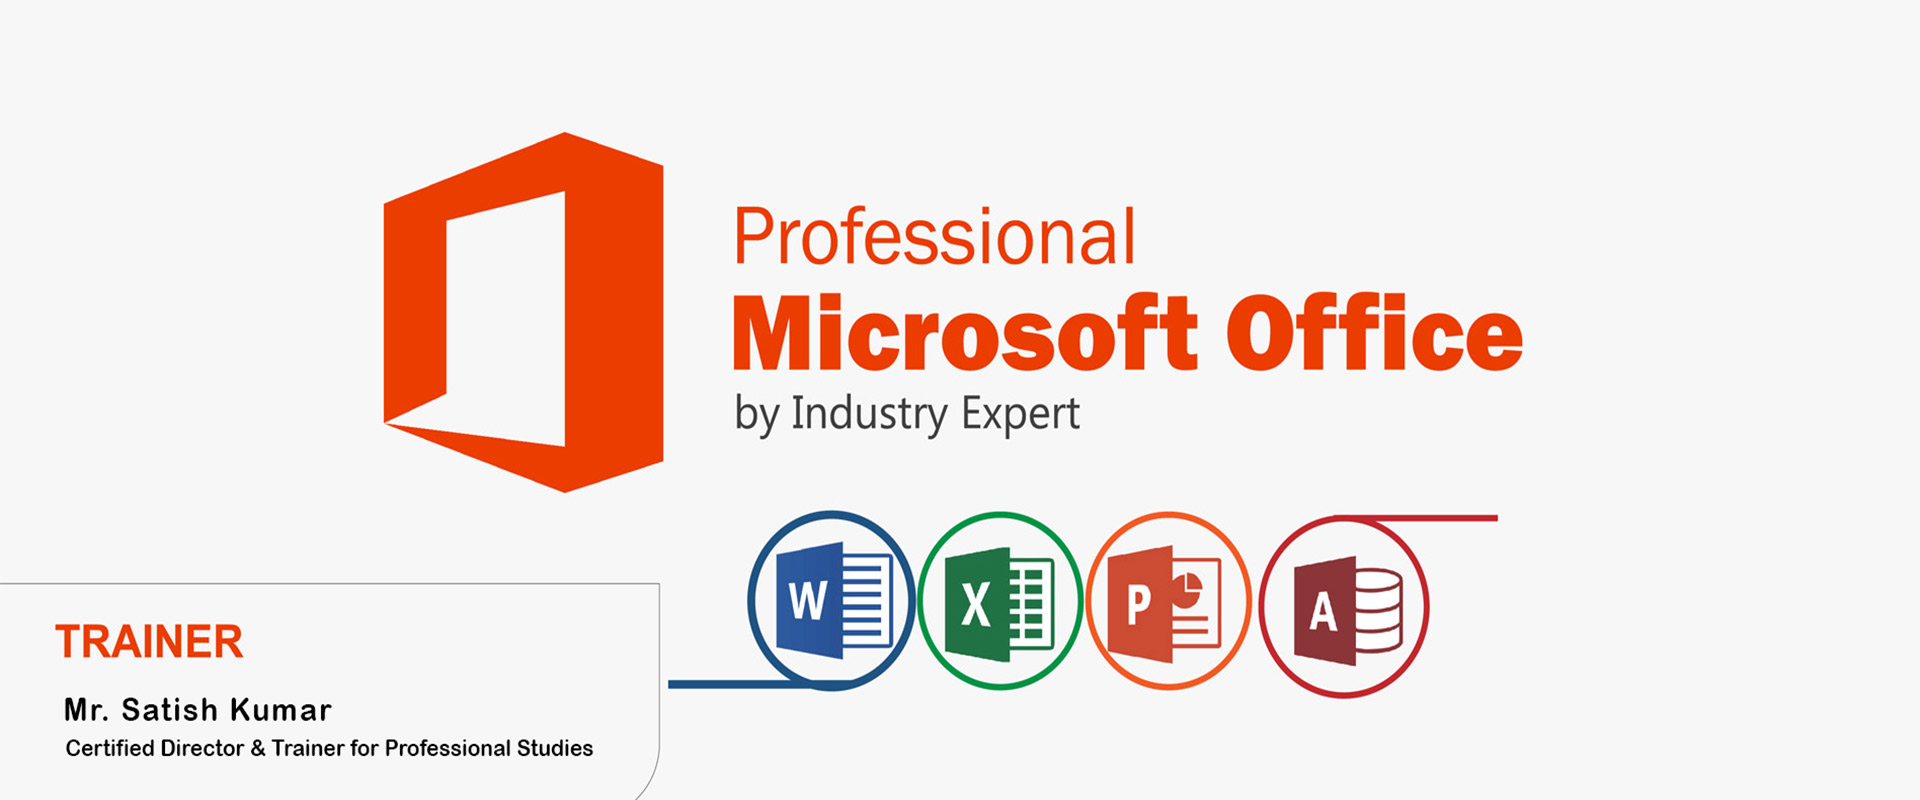 Professional
Microsoft Office
by Industry Expert
W X P A
TRAINER
Mr. Satish Kumar
Certified Director & Trainer for Professional Studies